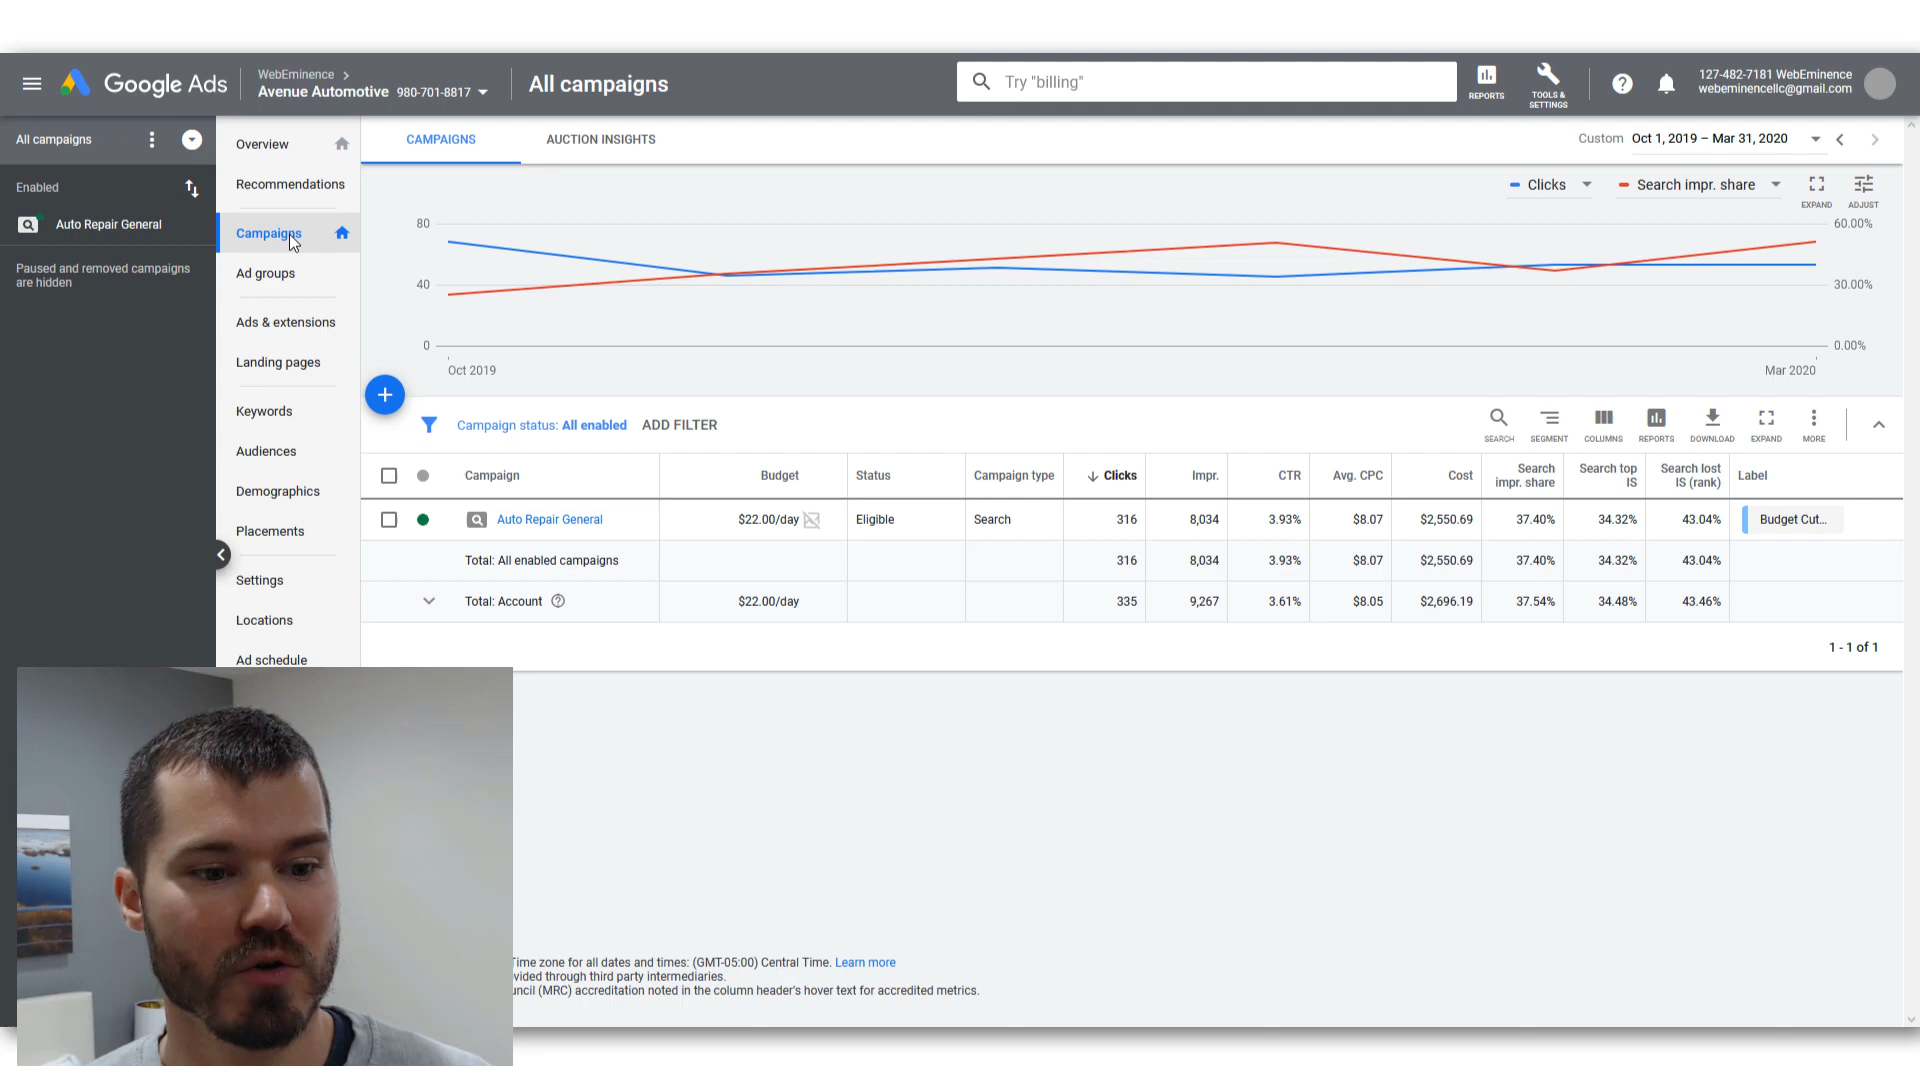 Google Ads
WebEminence >
Avenue Automotive 980-701-8817
All campaigns
Try "billing"
REPORTS
TOOLS &
SETTINGS
127-482-7181 WebEminence
webeminencellc@gmail.com
All campaigns
Enabled
Auto Repair General
Paused and removed campaigns
are hidden
Overview
Recommendations
Campaigns
Ad groups
Ads & extensions
Landing pages
Keywords
Audiences
Demographics
Placements
Settings
Locations
Ad schedule
CAMPAIGNS
AUCTION INSIGHTS
Custom Oct 1, 2019 – Mar 31, 2020
Clicks
Search impr. share
EXPAND
ADJUST
80
60.00%
40
30.00%
0
0.00%
Oct 2019
Mar 2020
Campaign status: All enabled
ADD FILTER
SEARCH
SEGMENT
COLUMNS
REPORTS
DOWNLOAD
EXPAND
MORE
Campaign
Budget
Status
Campaign type
Clicks
Impr.
CTR
Avg. CPC
Cost
Search
impr. share
Search top
IS
Search lost
IS (rank)
Label
Auto Repair General $22.00/day Eligible Search 316 8,034 3.93% $8.07 $2,550.69 37.40% 34.32% 43.04% Budget Cut...
Total: All enabled campaigns 316 8,034 3.93% $8.07 $2,550.69 37.40% 34.32% 43.04%
Total: Account $22.00/day 335 9,267 3.61% $8.05 $2,696.19 37.54% 34.48% 43.46%
1 - 1 of 1
Time zone for all dates and times: (GMT-05:00) Central Time. Learn more
vided through third party intermediaries.
uncil (MRC) accreditation noted in the column header's hover text for accredited metrics.